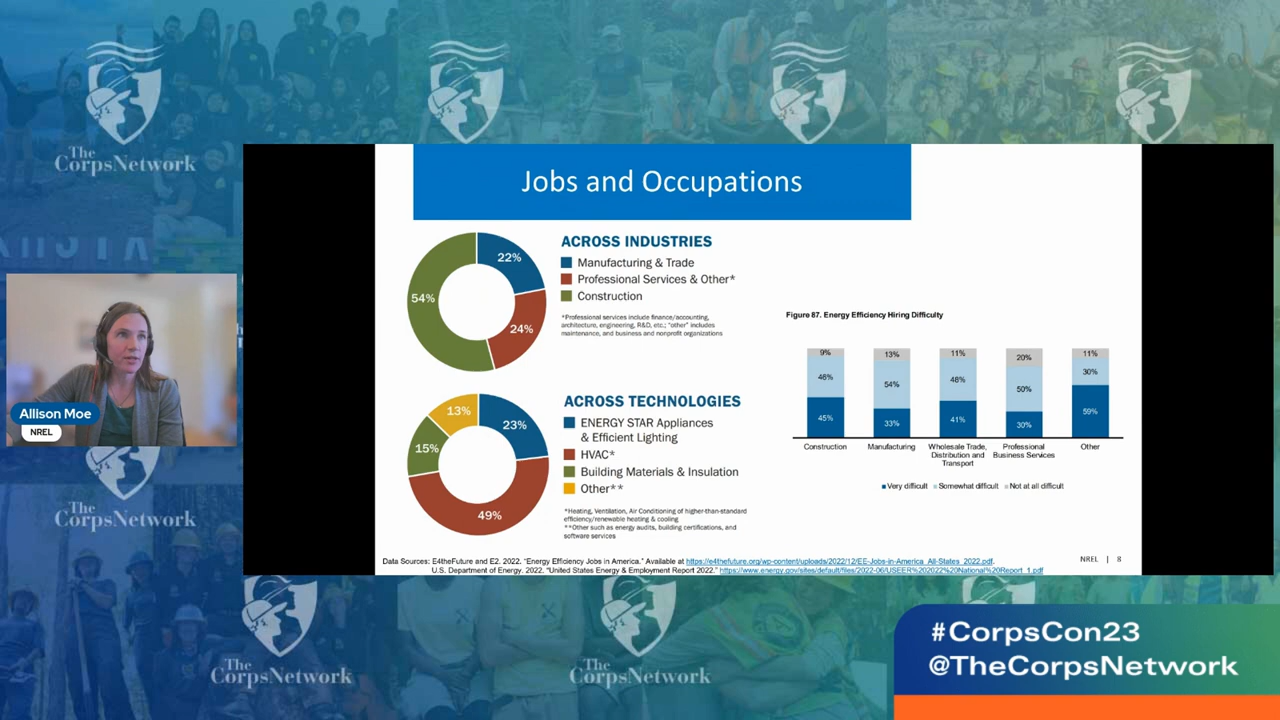 The
CorpsNetwork
Jobs and Occupations
22%
24%
54%
ACROSS INDUSTRIES
Manufacturing & Trade
Professional Services & Other*
Construction
*Professional services include finance/accounting,
architecture, engineering, R&D, etc.; "other" includes
maintenance, and business and nonprofit organizations
13%
23%
15%
49%
ACROSS TECHNOLOGIES
ENERGY STAR Appliances
& Efficient Lighting
HVAC*
Building Materials & Insulation
Other**
*Heating, Ventilation, Air Conditioning of higher-than-standard
efficiency/renewable heating & cooling
**Other such as energy audits, building certifications, and
software services
Figure 87. Energy Efficiency Hiring Difficulty
9% 13% 11% 20% 11%
46% 54% 48% 50% 30%
45% 33% 41% 30% 59%
Construction Manufacturing Wholesale Trade, Professional Other
Distribution and Business Services
Transport
Very difficult Somewhat difficult Not at all difficult
Data Sources: E4theFuture and E2. 2022. "Energy Efficiency Jobs in America." Available at https://e4thefuture.org/wp-content/uploads/2022/12/EE-Jobs-in-America_All-States_2022.pdf.
U.S. Department of Energy. 2022. "United States Energy & Employment Report 2022." https://www.energy.gov/sites/default/files/2022-06/USEER%202022%20National%20Report_1.pdf
NREL | 8
Allison Moe
NREL
The
CorpsNetwork
The
CorpsNetwork
The
CorpsNetwork
#CorpsCon23
@TheCorpsNetwork